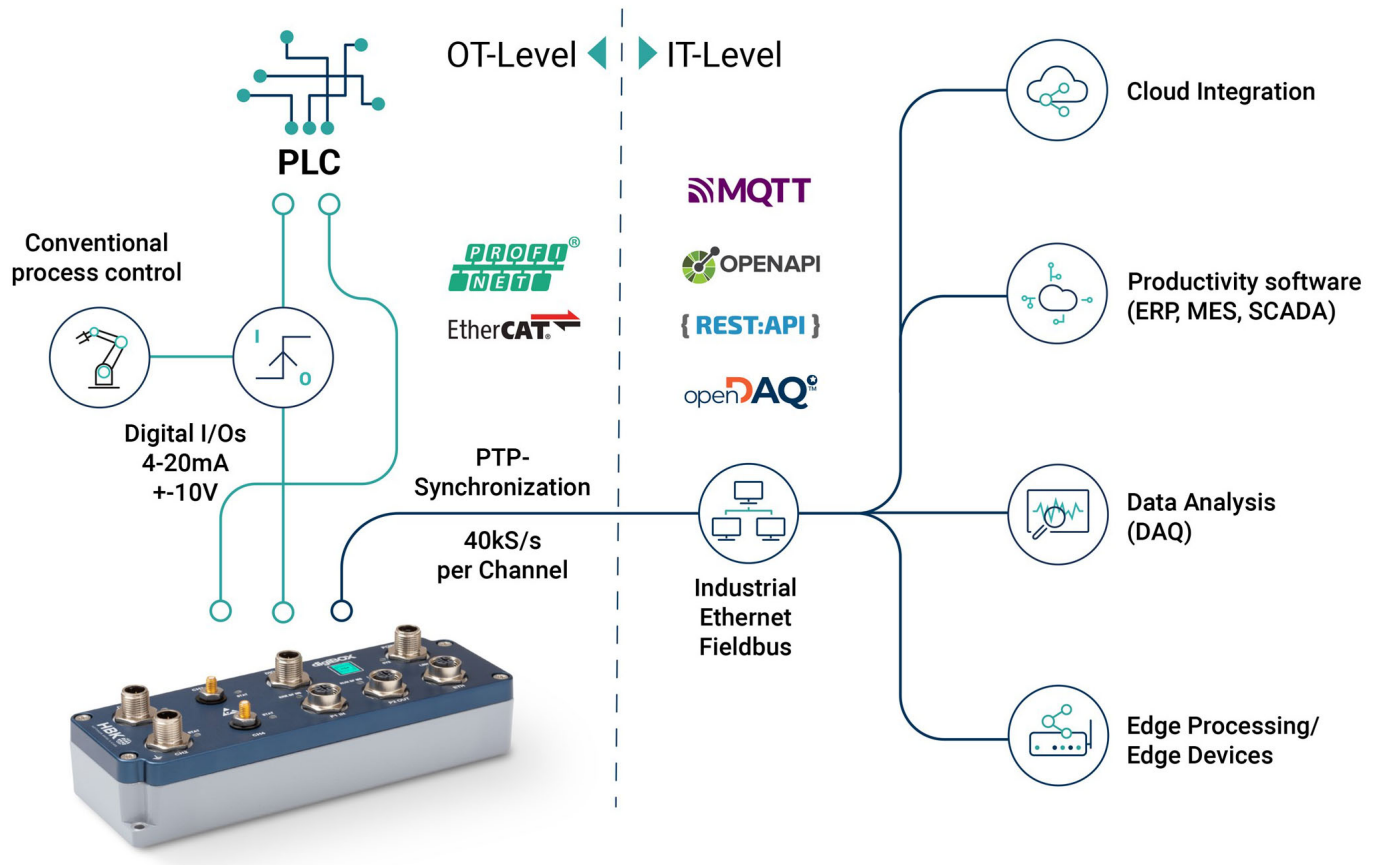 OT-Level
IT-Level
PLC
Conventional
process control
I
O
Digital I/Os
4-20mA
+-10V
PROFI®
NET
EtherCAT®
PTP-
Synchronization
40kS/s
per Channel
MQTT
OPENAPI
{ REST:API }
openDAQ™
Industrial
Ethernet
Fieldbus
Cloud Integration
Productivity software
(ERP, MES, SCADA)
Data Analysis
(DAQ)
Edge Processing/
Edge Devices
HBK
digiBOX